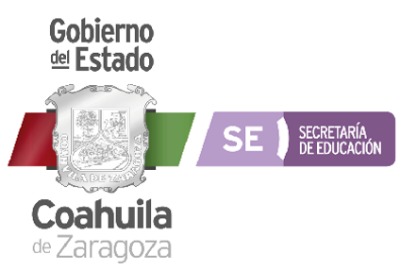 Gobierno
del Estado
SE
SECRETARÍA
DE EDUCACIÓN
Coahuila
de Zaragoza